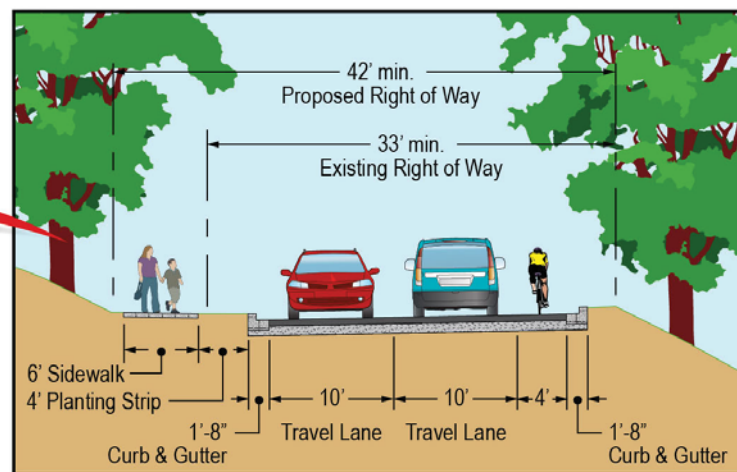 42' min.
Proposed Right of Way
33' min.
Existing Right of Way
6' Sidewalk
4' Planting Strip
10'
10'
4'
1'-8"
Curb & Gutter
Travel Lane
Travel Lane
1'-8"
Curb & Gutter